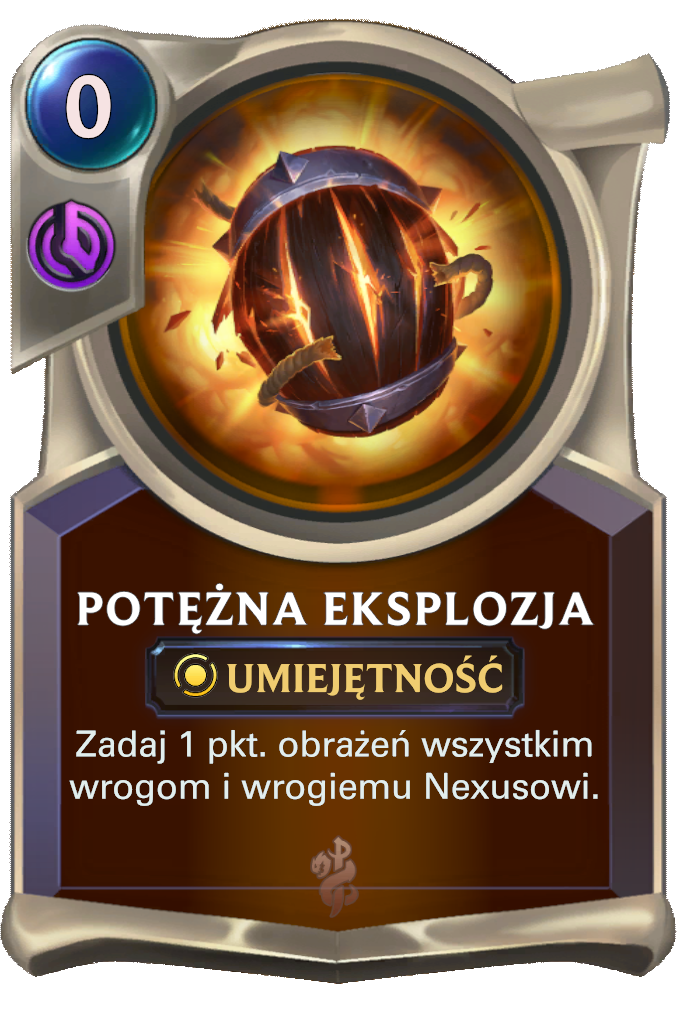 0
POTĘŻNA EKSPLOZJA
UMIEJĘTNOŚĆ
Zadaj 1 pkt. obrażeń wszystkim
wrogom i wrogiemu Nexusowi.